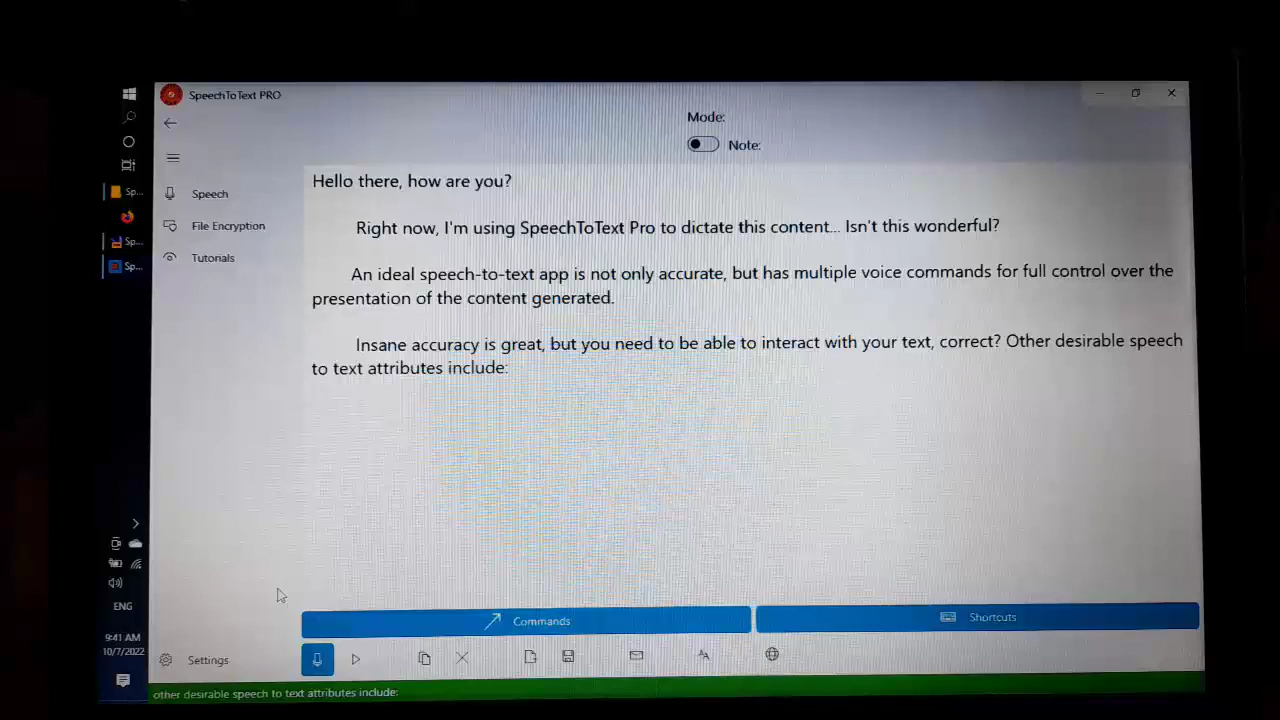 SpeechToText PRO
Mode:
Note:
Speech
File Encryption
Tutorials
Hello there, how are you?
Right now, I'm using SpeechToText Pro to dictate this content... Isn't this wonderful?
An ideal speech-to-text app is not only accurate, but has multiple voice commands for full control over the
presentation of the content generated.
Insane accuracy is great, but you need to be able to interact with your text, correct? Other desirable speech
to text attributes include:
Sp...
Sp...
Sp...
ENG
9:41 AM
10/7/2022
Commands
Shortcuts
Settings
other desirable speech to text attributes include: